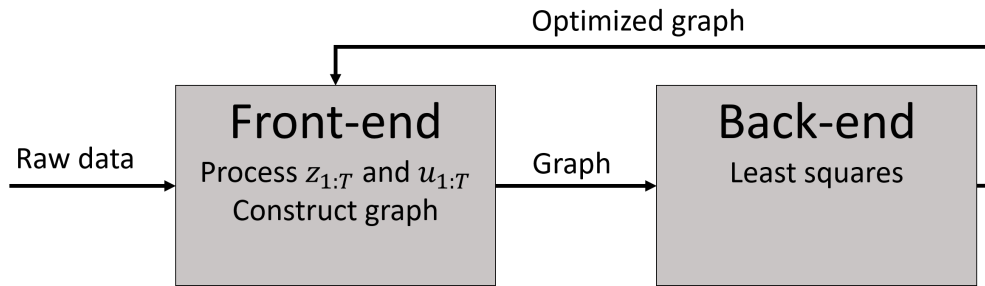 Optimized graph
Raw data
Front-end
Process z₁:T and u₁:T
Construct graph
Graph
Back-end
Least squares